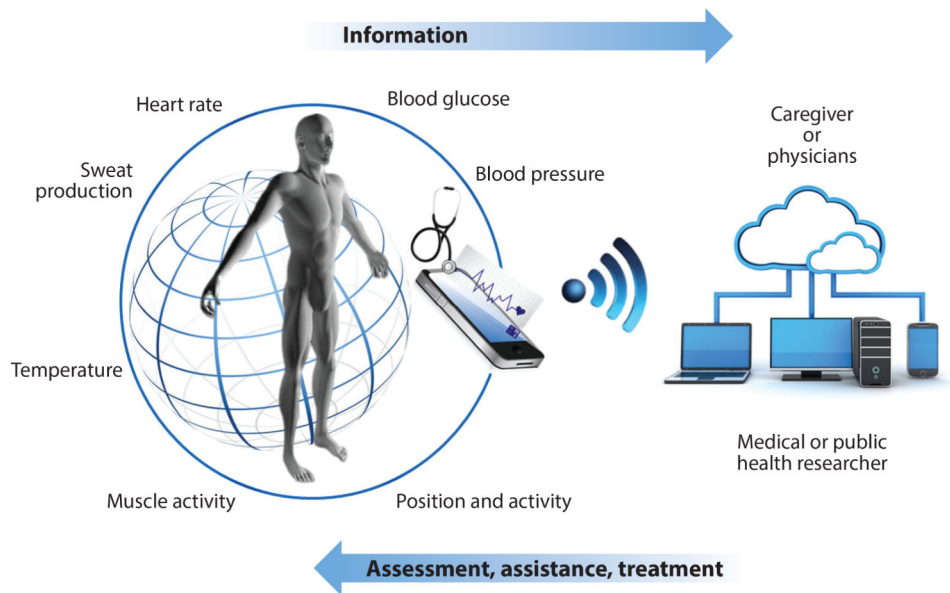 Information
Heart rate
Blood glucose
Sweat
production
Blood pressure
Caregiver
or
physicians
Temperature
Medical or public
health researcher
Muscle activity
Position and activity
Assessment, assistance, treatment